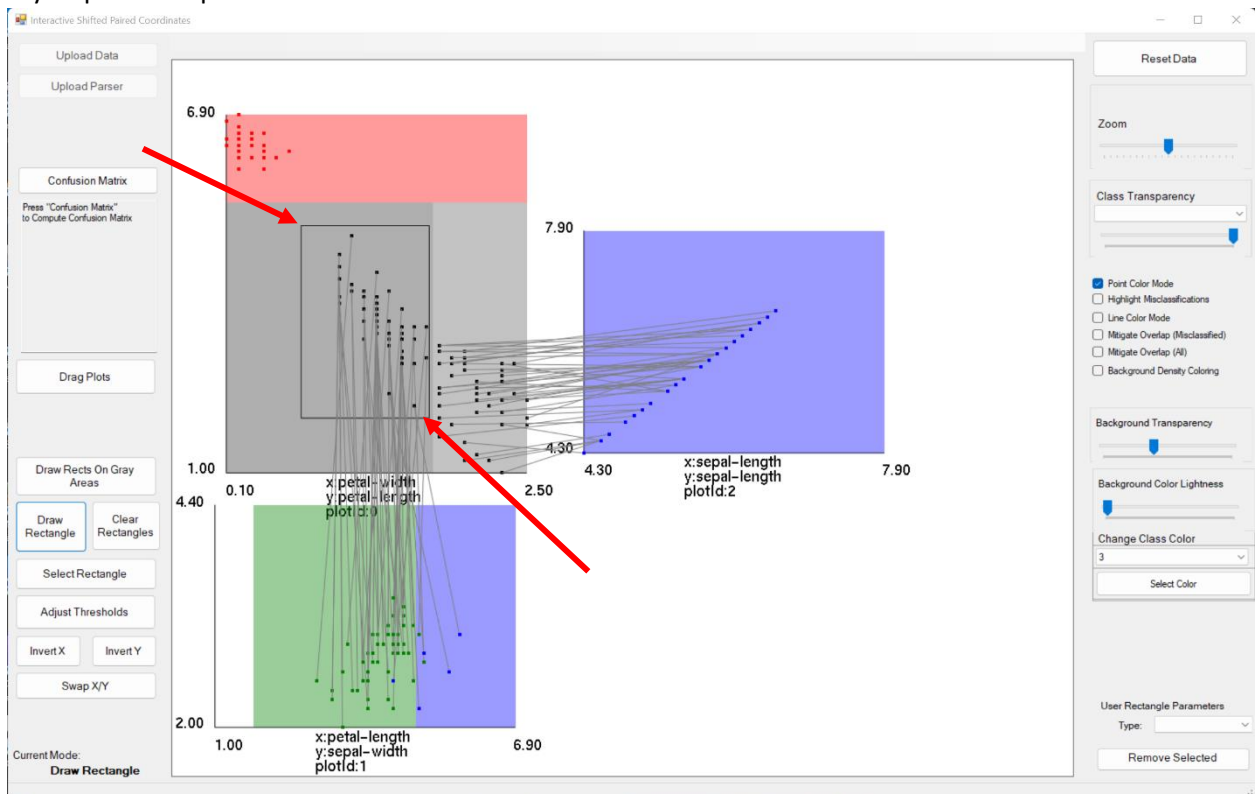 Interactive Shifted Paired Coordinates
Upload Data
Upload Parser
Confusion Matrix
Press "Confusion Matrix"
to Compute Confusion Matrix
Drag Plots
Draw Rects On Gray
Areas
Draw
Rectangle
Clear
Rectangles
Select Rectangle
Adjust Thresholds
Invert X
Invert Y
Swap X/Y
Current Mode:
Draw Rectangle
6.90
1.00
0.10
x:petal-width
y:petal-length
plotId:0
2.50
7.90
4.30
4.30
x:sepal-length
y:sepal-length
plotId:2
7.90
4.40
2.00
1.00
x:petal-length
y:sepal-width
plotId:1
6.90
Reset Data
Zoom
Class Transparency
Point Color Mode
Highlight Misclassifications
Line Color Mode
Mitigate Overlap (Misclassified)
Mitigate Overlap (All)
Background Density Coloring
Background Transparency
Background Color Lightness
Change Class Color
3
Select Color
User Rectangle Parameters
Type:
Remove Selected